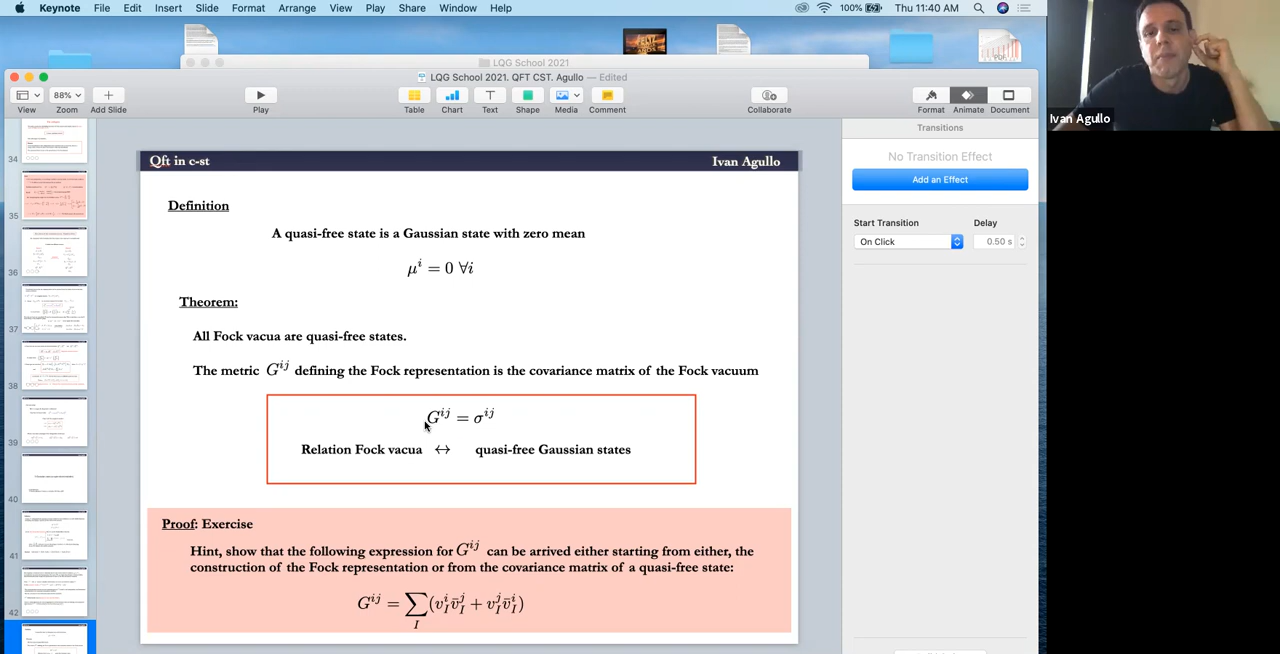 Keynote File Edit Insert Slide Format Arrange View Play Share Window Help 100% Thu 11:40 AM
LQG School 2021
LQG School 2021. QFT CST. Agullo — Edited
88%
View Zoom Add Slide Play Table Chart Text Shape Media Comment Collaborate Format Animate Document
Ivan Agullo
Transitions
No Transition Effect
Add an Effect
Start Transition Delay
On Click 0.50 s
34
35
36
37
38
39
40
41
42
Qft in c-st Ivan Agullo
Definition
A quasi-free state is a Gaussian state with zero mean
μ^i = 0 ∀i
Theorem:
All Fock vacua are quasi-free states.
The metric G^{ij} defining the Fock representation is the covariance matrix of the Fock vacuum
G^{ij} = σ
Relation Fock vacua ↔ quasi-free Gaussian states
Proof: Exercise
Hint, show that the following expression for G^{ij} can be arrived either starting from either, the
construction of the Fock representation or from the covariance matrix of a quasi-free state:
G^{ij} = ∑_I (v_I^i v̄_I^j + v_I^j v̄_I^i)